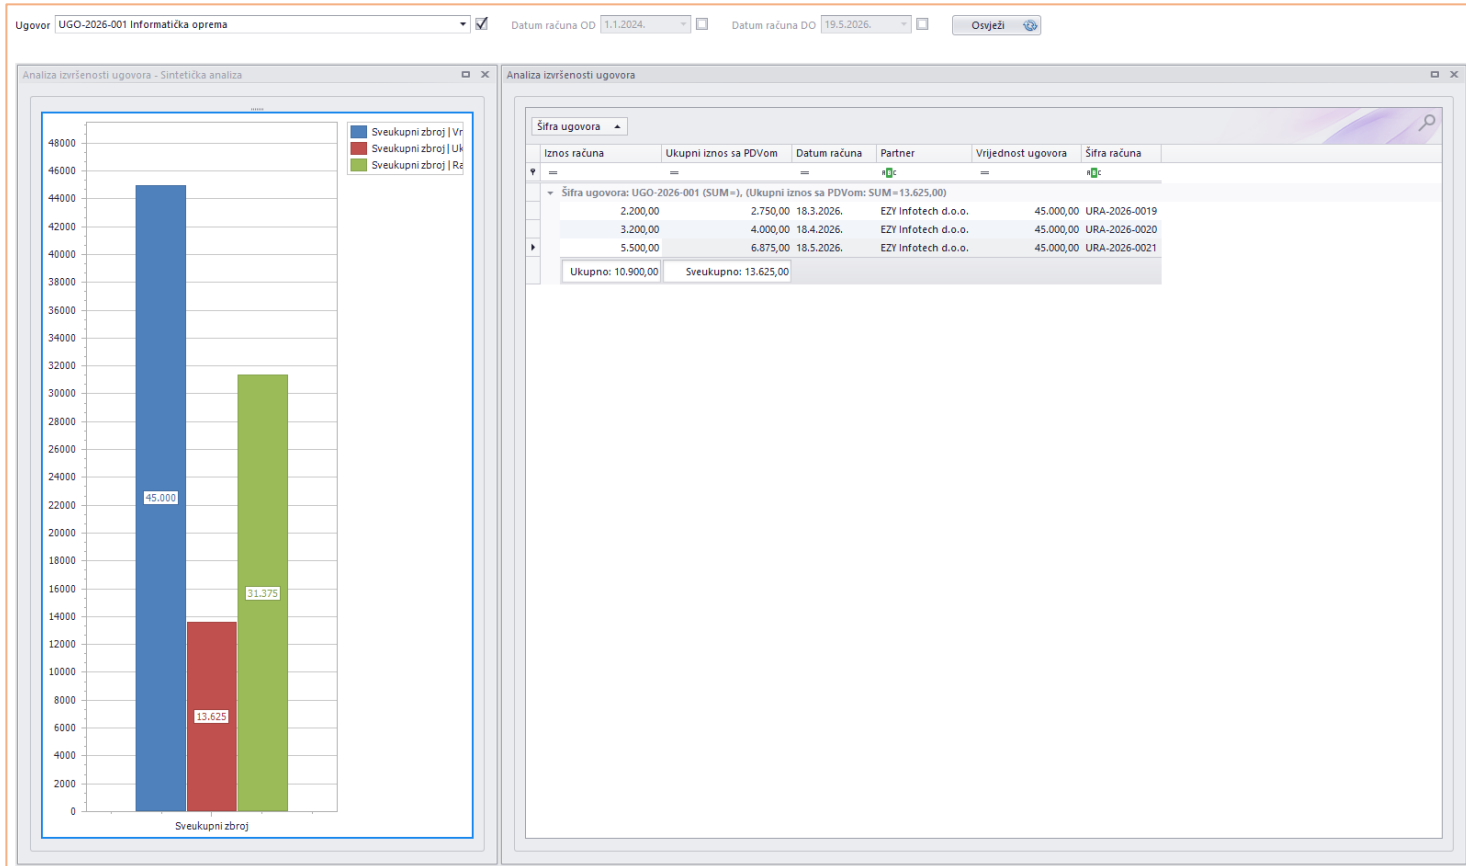 Ugovor UGO-2026-001 Informatička oprema Datum računa OD 1.1.2024. Datum računa DO 19.5.2026. Osvježi
Analiza izvršenosti ugovora - Sintetička analiza
Sveukupni zbroj | Vr
Sveukupni zbroj | Uk
Sveukupni zbroj | Ra
48000
46000
44000
42000
40000
38000
36000
34000
32000
30000
28000
26000
24000
22000
20000
18000
16000
14000
12000
10000
8000
6000
4000
2000
0
45.000
31.375
13.625
Sveukupni zbroj
Analiza izvršenosti ugovora
Šifra ugovora
Iznos računa Ukupni iznos sa PDVom Datum računa Partner Vrijednost ugovora Šifra računa
= = = ABC = ABC
Šifra ugovora: UGO-2026-001 (SUM=), (Ukupni iznos sa PDVom: SUM=13.625,00)
2.200,00 2.750,00 18.3.2026. EZY Infotech d.o.o. 45.000,00 URA-2026-0019
3.200,00 4.000,00 18.4.2026. EZY Infotech d.o.o. 45.000,00 URA-2026-0020
5.500,00 6.875,00 18.5.2026. EZY Infotech d.o.o. 45.000,00 URA-2026-0021
Ukupno: 10.900,00 Sveukupno: 13.625,00